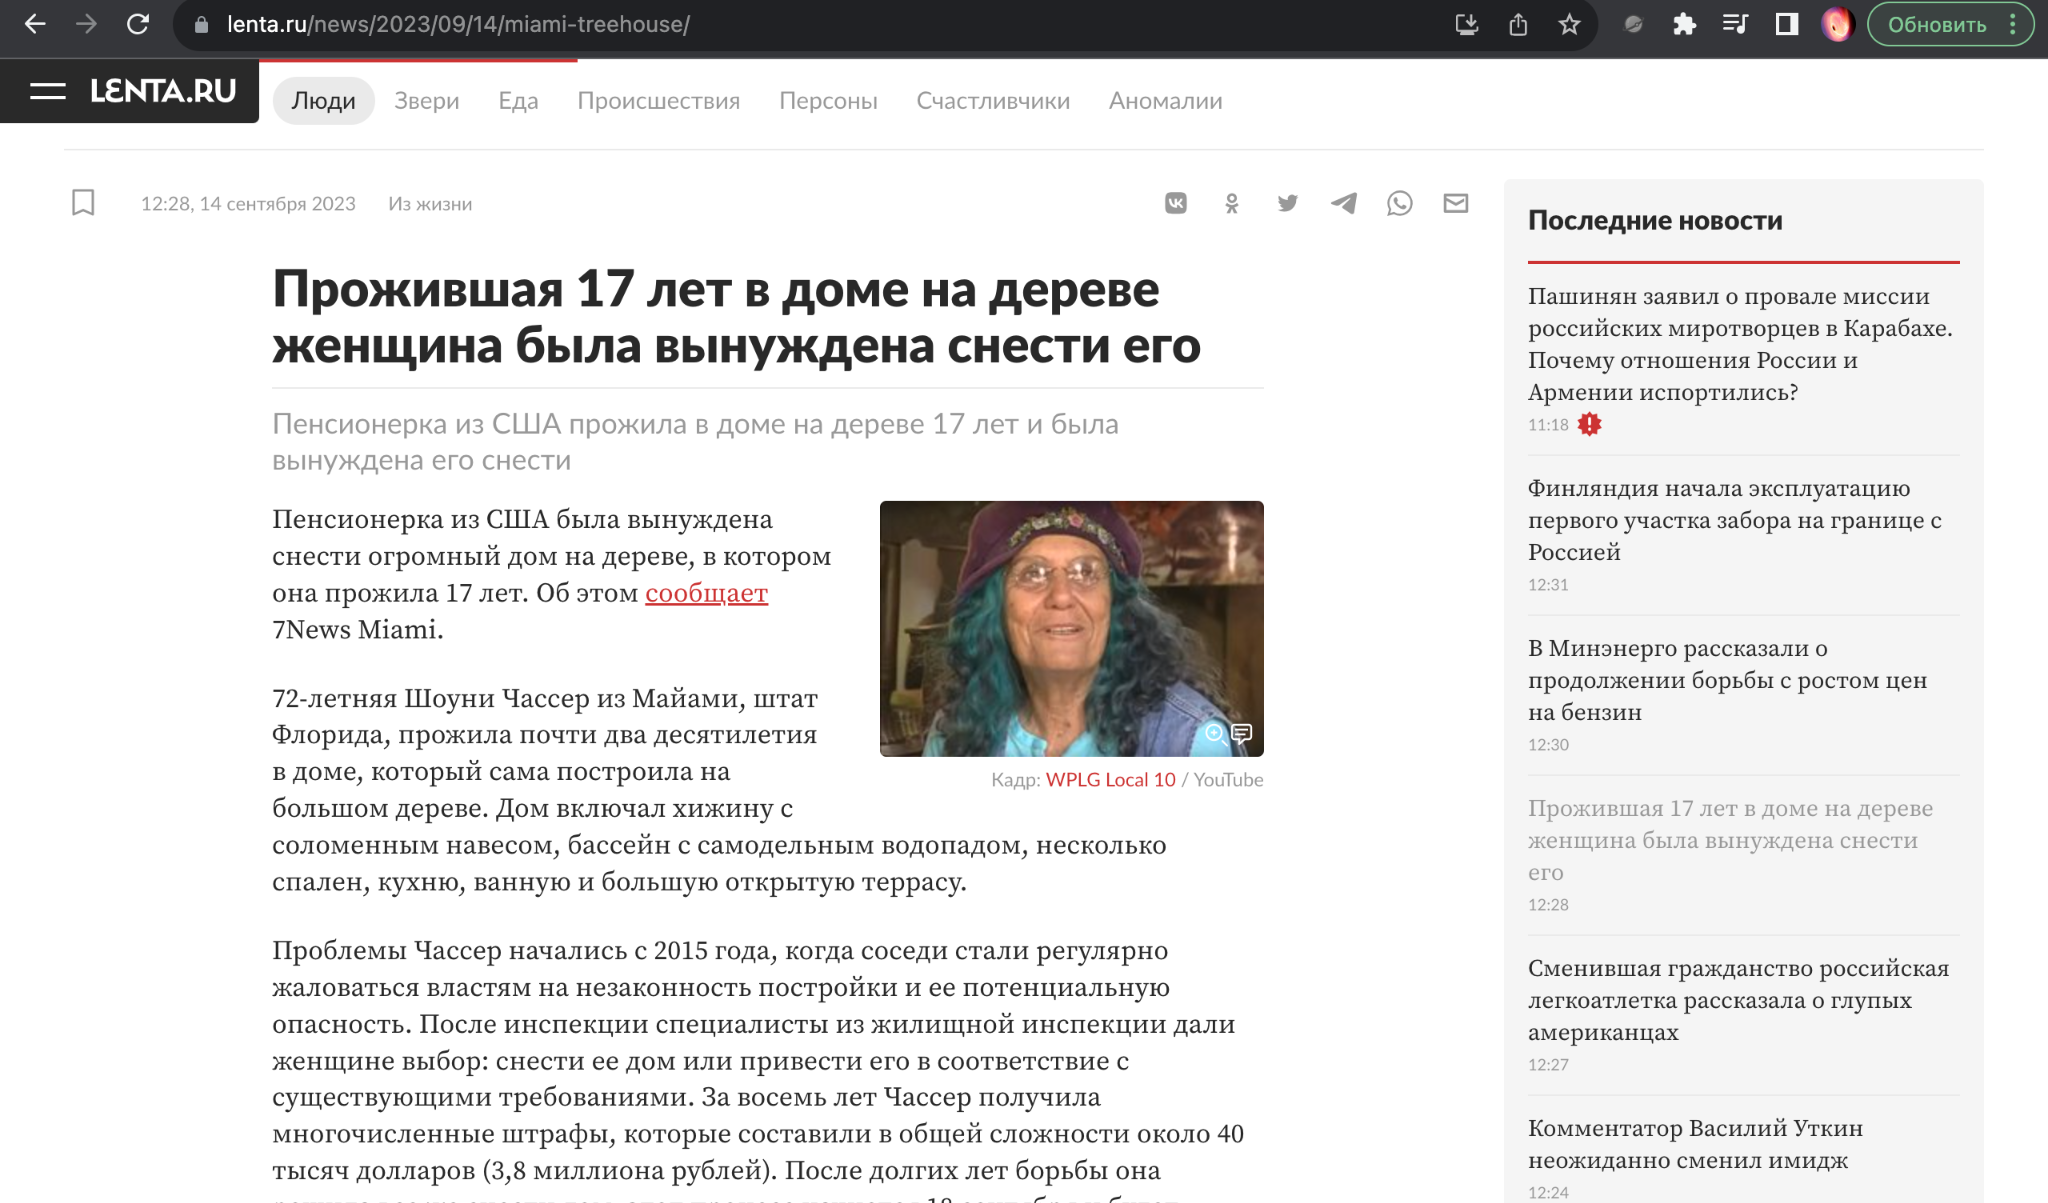 lenta.ru/news/2023/09/14/miami-treehouse/
Обновить
LENTA.RU
Люди
Звери
Еда
Происшествия
Персоны
Счастливчики
Аномалии
12:28, 14 сентября 2023
Из жизни
Прожившая 17 лет в доме на дереве
женщина была вынуждена снести его
Пенсионерка из США прожила в доме на дереве 17 лет и была
вынуждена его снести
Пенсионерка из США была вынуждена
снести огромный дом на дереве, в котором
она прожила 17 лет. Об этом сообщает
7News Miami.
Кадр: WPLG Local 10 / YouTube
72-летняя Шоуни Чассер из Майами, штат
Флорида, прожила почти два десятилетия
в доме, который сама построила на
большом дереве. Дом включал хижину с
соломенным навесом, бассейн с самодельным водопадом, несколько
спален, кухню, ванную и большую открытую террасу.
Проблемы Чассер начались с 2015 года, когда соседи стали регулярно
жаловаться властям на незаконность постройки и ее потенциальную
опасность. После инспекции специалисты из жилищной инспекции дали
женщине выбор: снести ее дом или привести его в соответствие с
существующими требованиями. За восемь лет Чассер получила
многочисленные штрафы, которые составили в общей сложности около 40
тысяч долларов (3,8 миллиона рублей). После долгих лет борьбы она
Последние новости
Пашинян заявил о провале миссии
российских миротворцев в Карабахе.
Почему отношения России и
Армении испортились?
11:18
Финляндия начала эксплуатацию
первого участка забора на границе с
Россией
12:31
В Минэнерго рассказали о
продолжении борьбы с ростом цен
на бензин
12:30
Прожившая 17 лет в доме на дереве
женщина была вынуждена снести
его
12:28
Сменившая гражданство российская
легкоатлетка рассказала о глупых
американцах
12:27
Комментатор Василий Уткин
неожиданно сменил имидж
12:24